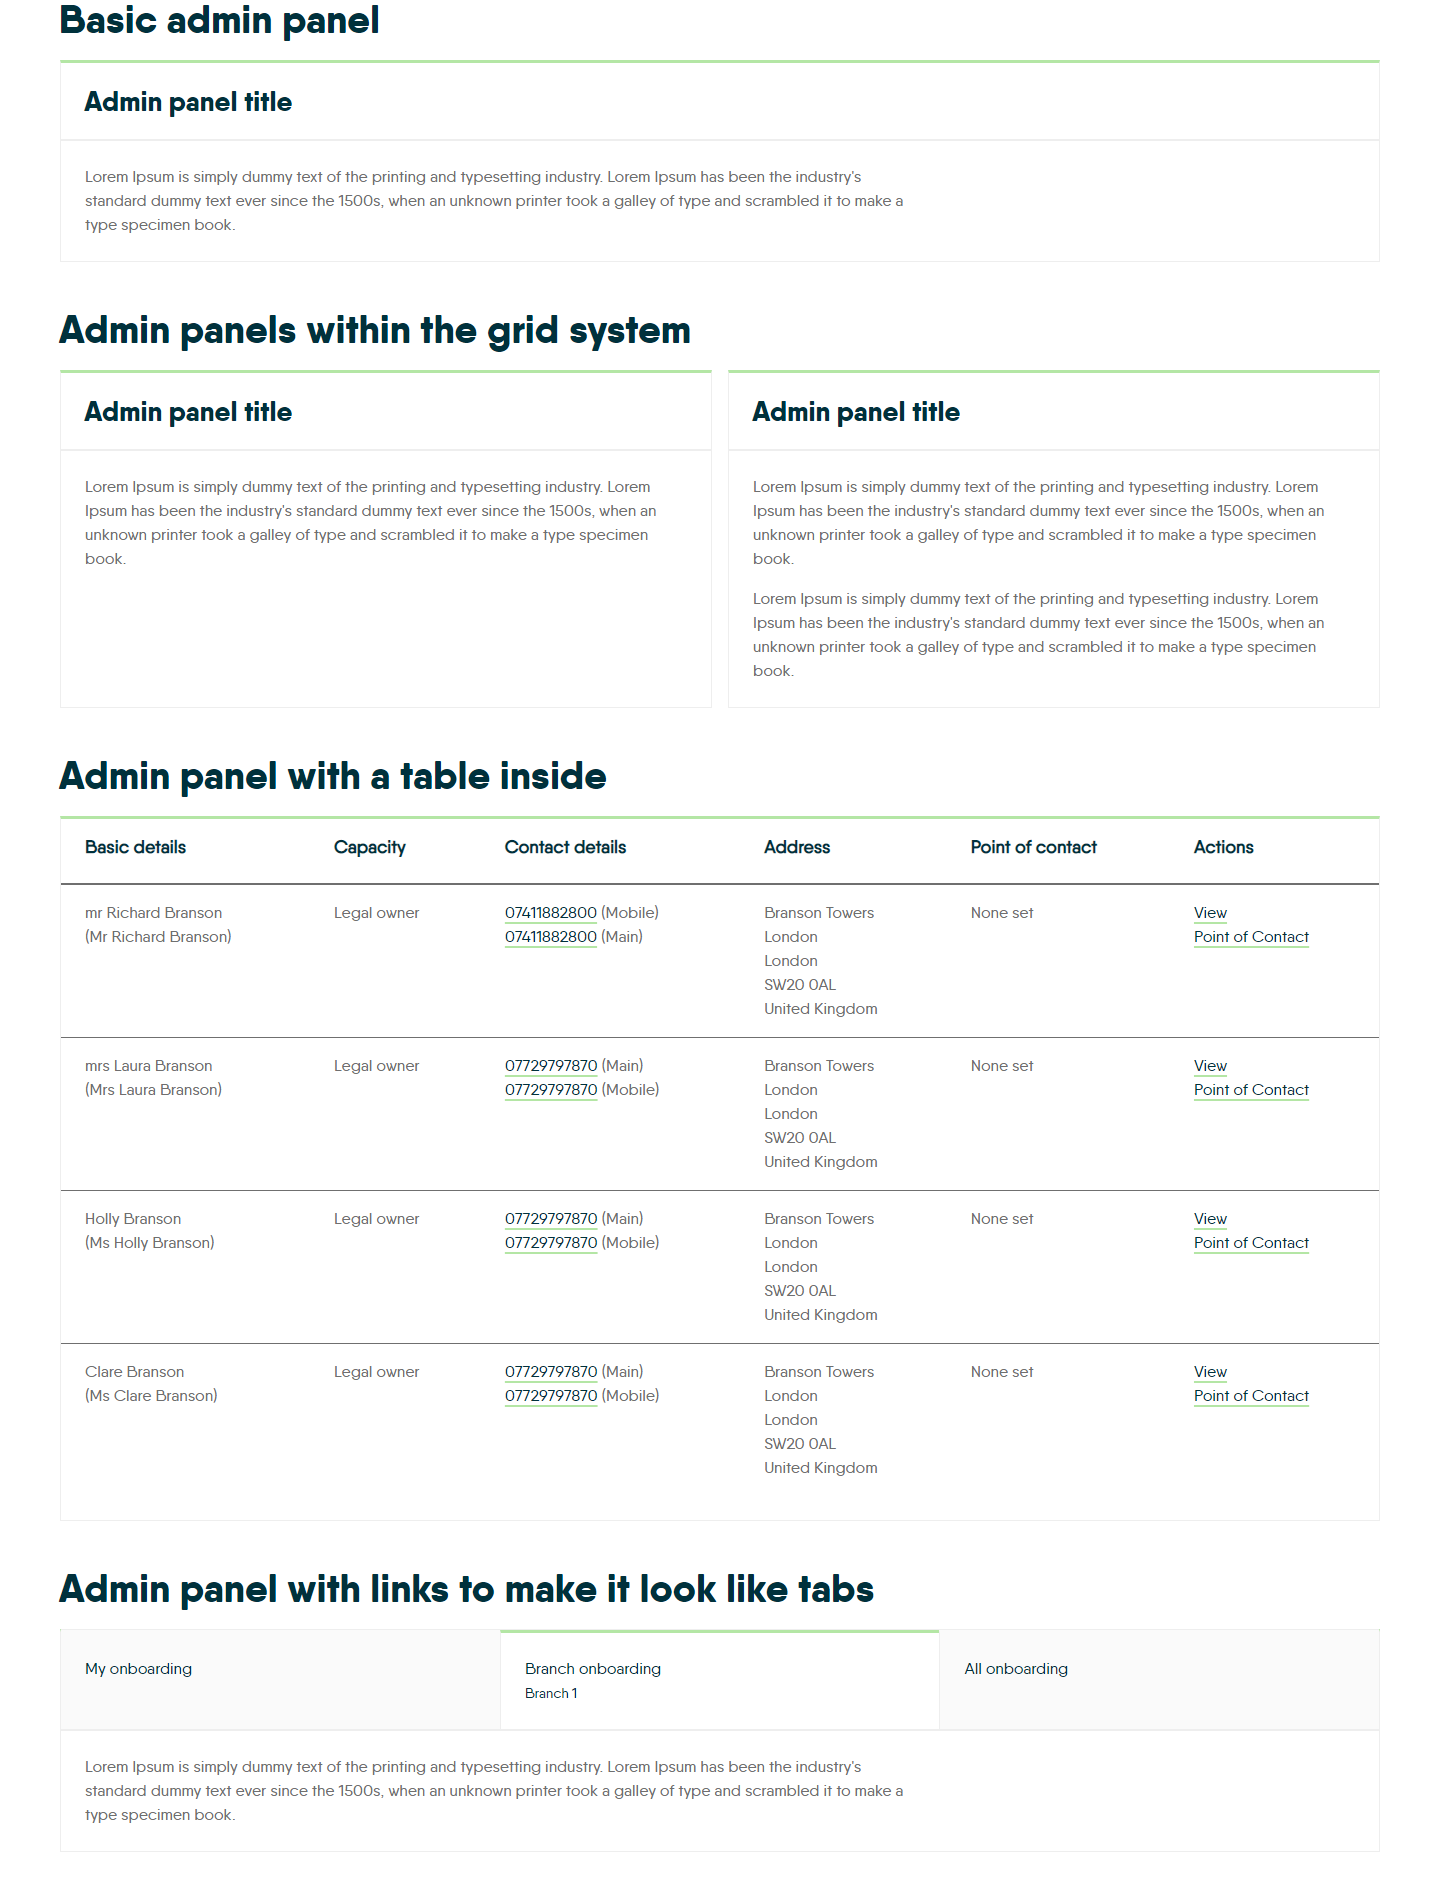 Basic admin panel
Admin panel title
Lorem Ipsum is simply dummy text of the printing and typesetting industry. Lorem Ipsum has been the industry's
standard dummy text ever since the 1500s, when an unknown printer took a galley of type and scrambled it to make a
type specimen book.
Admin panels within the grid system
Admin panel title
Lorem Ipsum is simply dummy text of the printing and typesetting industry. Lorem
Ipsum has been the industry's standard dummy text ever since the 1500s, when an
unknown printer took a galley of type and scrambled it to make a type specimen
book.
Admin panel title
Lorem Ipsum is simply dummy text of the printing and typesetting industry. Lorem
Ipsum has been the industry's standard dummy text ever since the 1500s, when an
unknown printer took a galley of type and scrambled it to make a type specimen
book.
Lorem Ipsum is simply dummy text of the printing and typesetting industry. Lorem
Ipsum has been the industry's standard dummy text ever since the 1500s, when an
unknown printer took a galley of type and scrambled it to make a type specimen
book.
Admin panel with a table inside
Basic details Capacity Contact details Address Point of contact Actions
mr Richard Branson Legal owner 07411882800 (Mobile) Branson Towers None set View
(Mr Richard Branson) 07411882800 (Main) London Point of Contact
London
SW20 0AL
United Kingdom
mrs Laura Branson Legal owner 07729797870 (Main) Branson Towers None set View
(Mrs Laura Branson) 07729797870 (Mobile) London Point of Contact
London
SW20 0AL
United Kingdom
Holly Branson Legal owner 07729797870 (Main) Branson Towers None set View
(Ms Holly Branson) 07729797870 (Mobile) London Point of Contact
London
SW20 0AL
United Kingdom
Clare Branson Legal owner 07729797870 (Main) Branson Towers None set View
(Ms Clare Branson) 07729797870 (Mobile) London Point of Contact
London
SW20 0AL
United Kingdom
Admin panel with links to make it look like tabs
My onboarding Branch onboarding All onboarding
Branch 1
Lorem Ipsum is simply dummy text of the printing and typesetting industry. Lorem Ipsum has been the industry's
standard dummy text ever since the 1500s, when an unknown printer took a galley of type and scrambled it to make a
type specimen book.